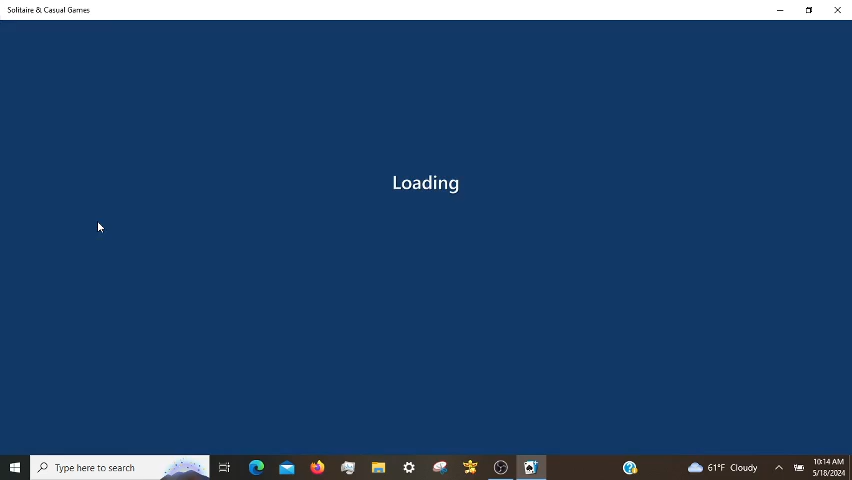 Solitaire & Casual Games
Loading
Type here to search
61°F Cloudy
10:14 AM
5/18/2024